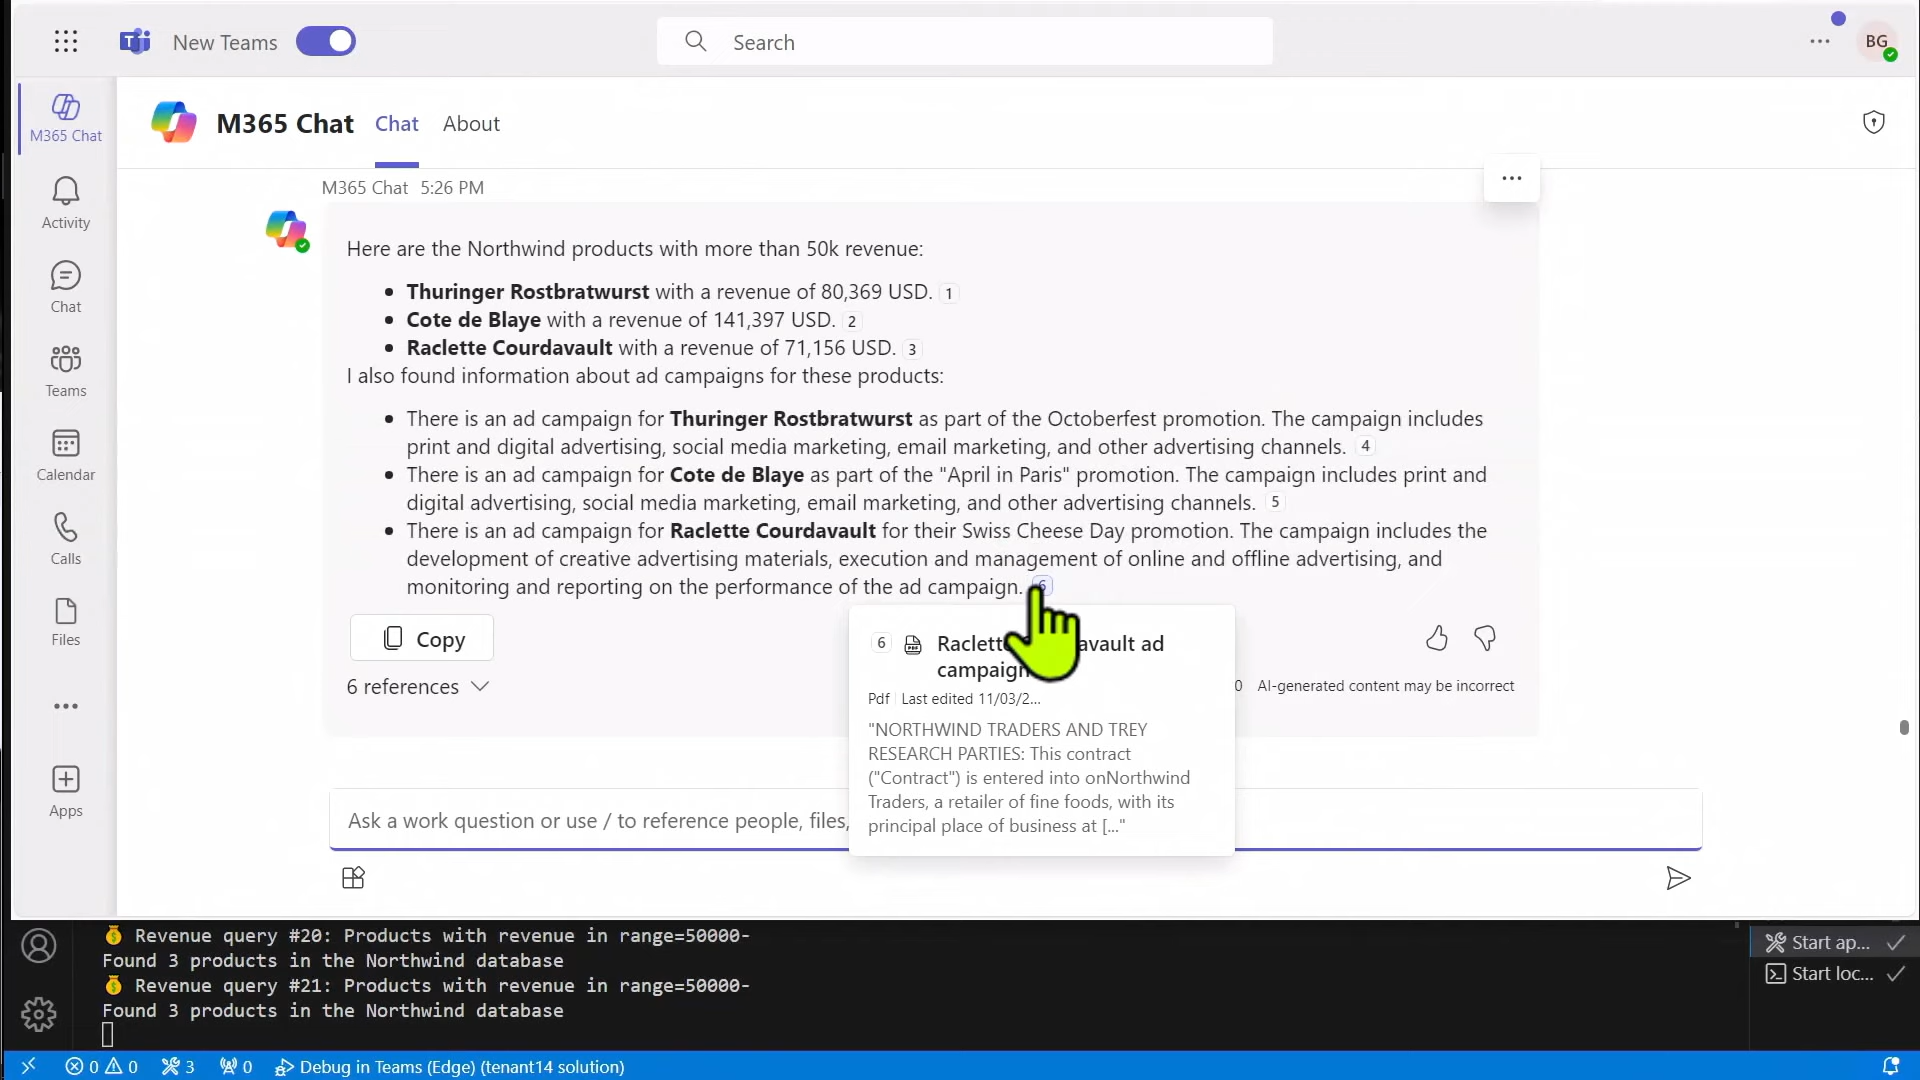 New Teams
Search
BG
M365 Chat
Activity
Chat
Teams
Calendar
Calls
Files
Apps
M365 Chat Chat About
M365 Chat 5:26 PM
Here are the Northwind products with more than 50k revenue:
Thuringer Rostbratwurst with a revenue of 80,369 USD. 1
Cote de Blaye with a revenue of 141,397 USD. 2
Raclette Courdavault with a revenue of 71,156 USD. 3
I also found information about ad campaigns for these products:
There is an ad campaign for Thuringer Rostbratwurst as part of the Octoberfest promotion. The campaign includes
print and digital advertising, social media marketing, email marketing, and other advertising channels. 4
There is an ad campaign for Cote de Blaye as part of the "April in Paris" promotion. The campaign includes print and
digital advertising, social media marketing, email marketing, and other advertising channels. 5
There is an ad campaign for Raclette Courdavault for their Swiss Cheese Day promotion. The campaign includes the
development of creative advertising materials, execution and management of online and offline advertising, and
monitoring and reporting on the performance of the ad campaign. 6
Copy
6 references
0 AI-generated content may be incorrect
6 avault ad
Pdf Last edited 11/03/2...
"NORTHWIND TRADERS AND TREY
RESEARCH PARTIES: This contract
("Contract") is entered into onNorthwind
Traders, a retailer of fine foods, with its
principal place of business at [..."
Ask a work question or use / to reference people, files,
💰 Revenue query #20: Products with revenue in range=50000-
Found 3 products in the Northwind database
💰 Revenue query #21: Products with revenue in range=50000-
Found 3 products in the Northwind database
Start ap...
Start loc...
0 0 3 0 Debug in Teams (Edge) (tenant14 solution)